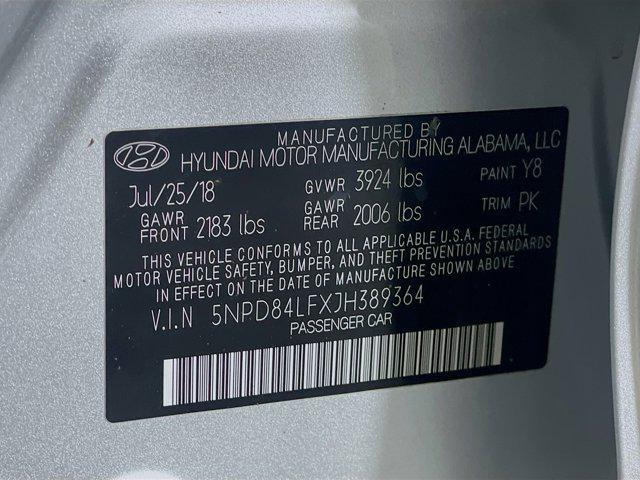 MANUFACTURED BY
HYUNDAI MOTOR MANUFACTURING ALABAMA, LLC
Jul/25/18 GVWR 3924 lbs PAINT Y8
GAWR FRONT 2183 lbs GAWR REAR 2006 lbs TRIM PK
THIS VEHICLE CONFORMS TO ALL APPLICABLE U.S.A. FEDERAL
MOTOR VEHICLE SAFETY, BUMPER, AND THEFT PREVENTION STANDARDS
IN EFFECT ON THE DATE OF MANUFACTURE SHOWN ABOVE
V.I.N 5NPD84LFXJH389364
PASSENGER CAR